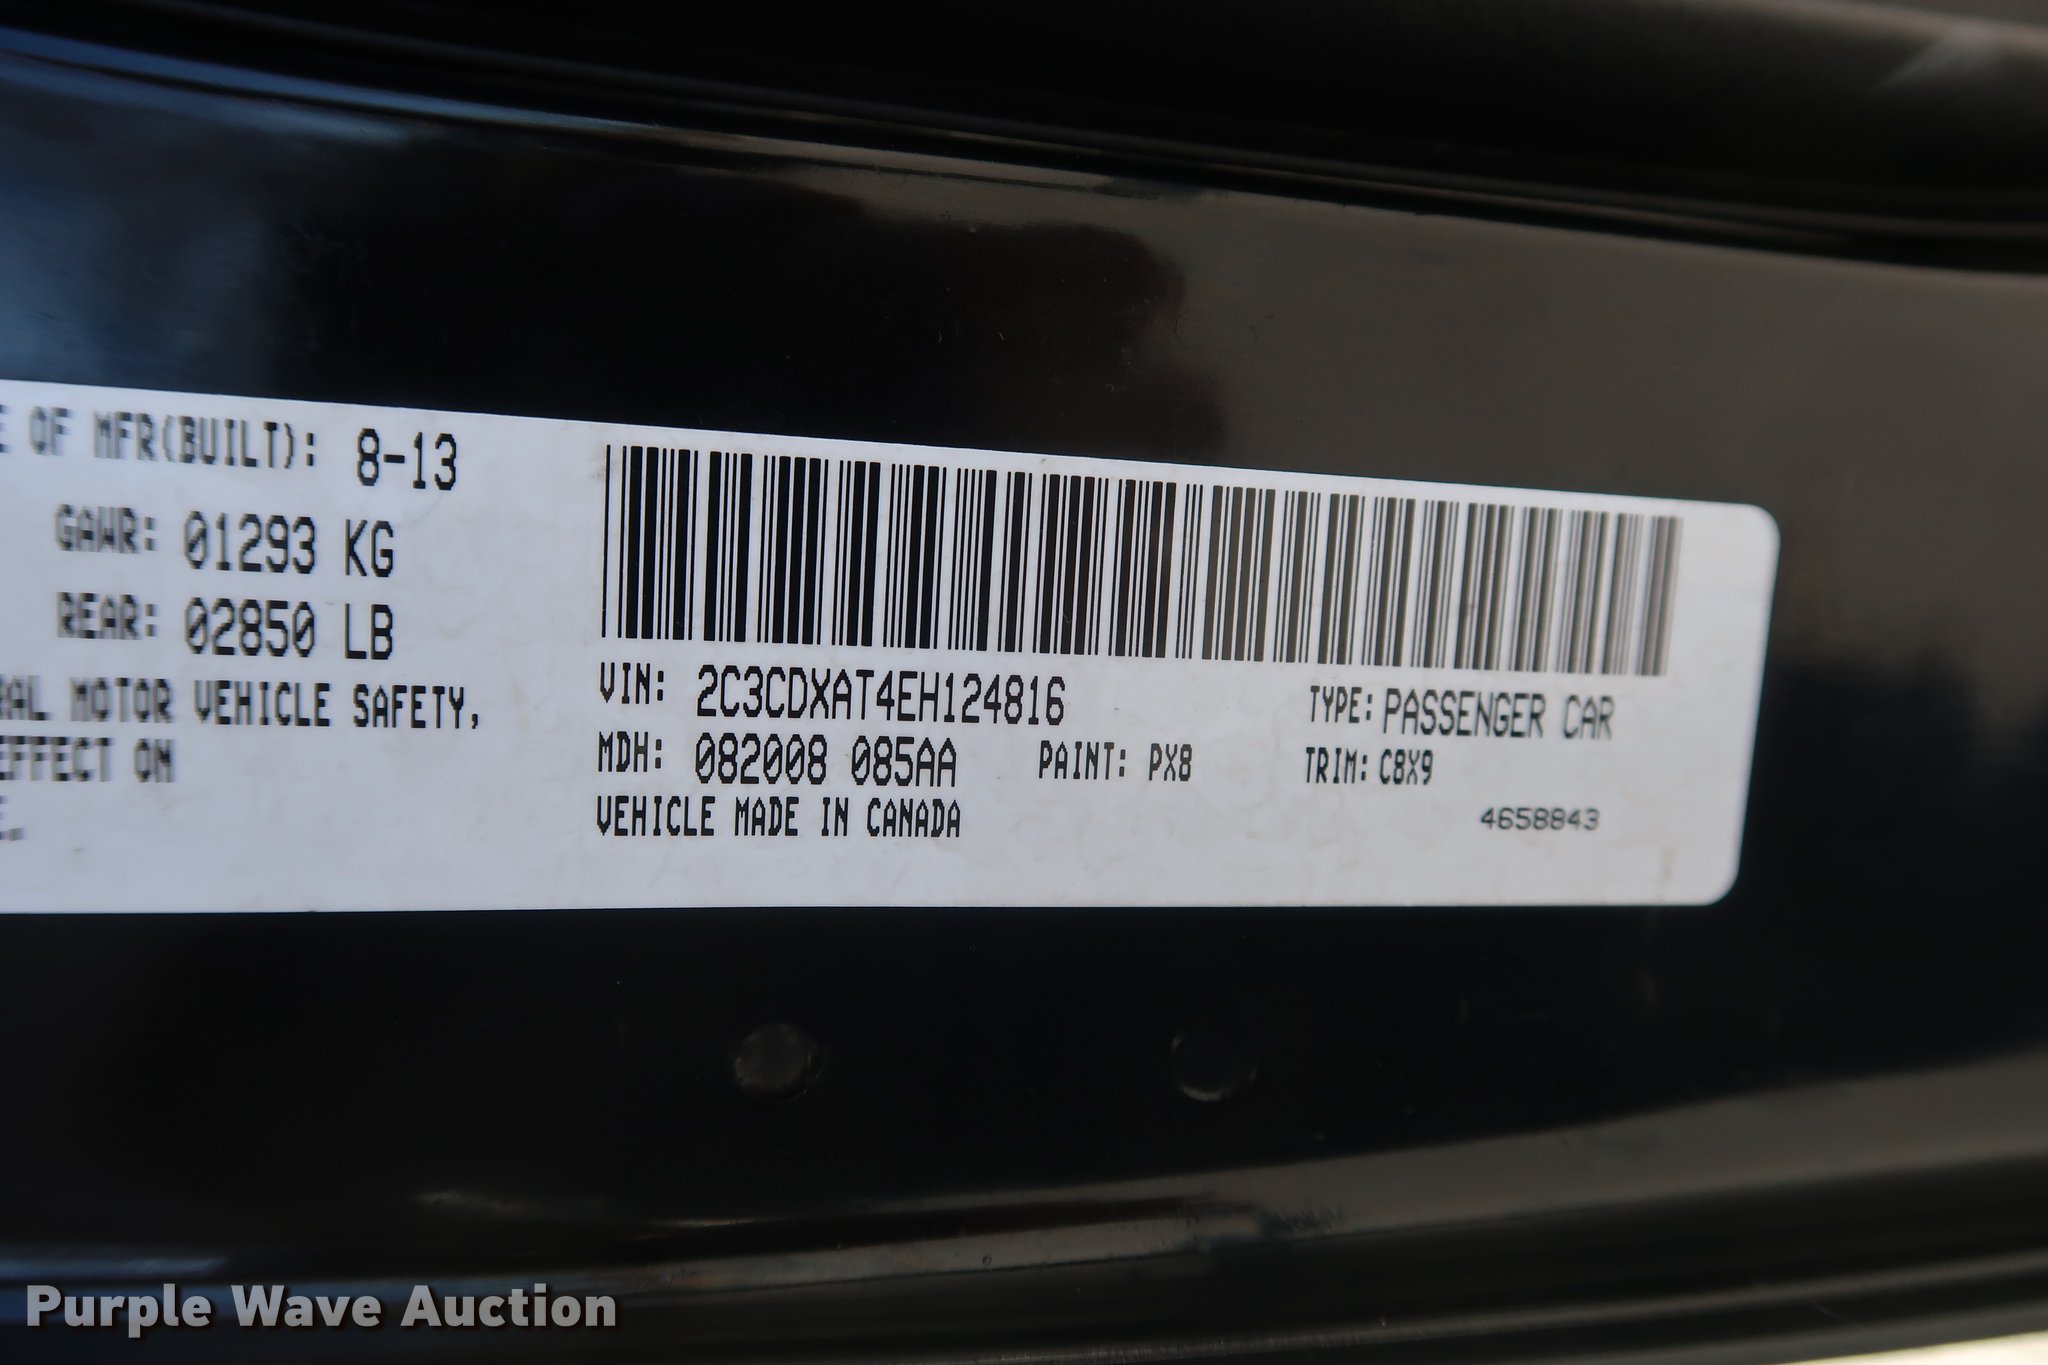 OF MFR(BUILT): 8-13
GAWR: 01293 KG
REAR: 02850 LB
MOTOR VEHICLE SAFETY,
EFFECT ON
VIN: 2C3CDXAT4EH124816 TYPE: PASSENGER CAR
MDH: 082008 085AA PAINT: PX8 TRIM: C8X9
VEHICLE MADE IN CANADA 4658843
Purple Wave Auction